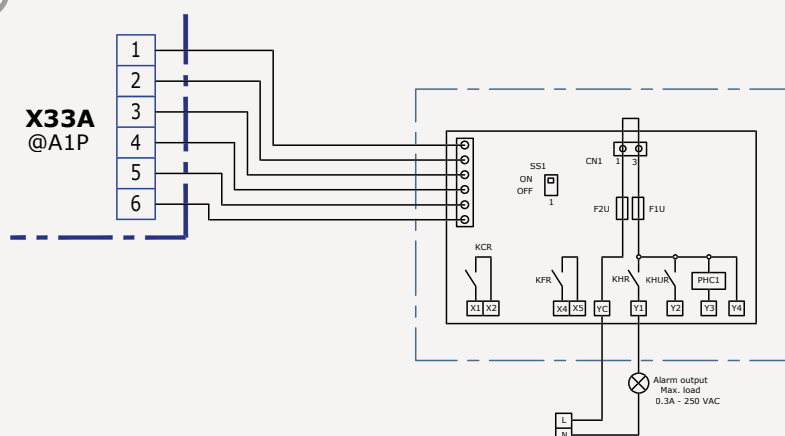 1
2
X33A
3
@A1P
4
5
6
SS1
ON
OFF
1
CN1
1 3
F2U F1U
KCR
KFR
KHR
KHUR
PHC1
X1 X2
X4 X5
YC
Y1
Y2
Y3
Y4
Alarm output
Max. load
0.3A - 250 VAC
L
N